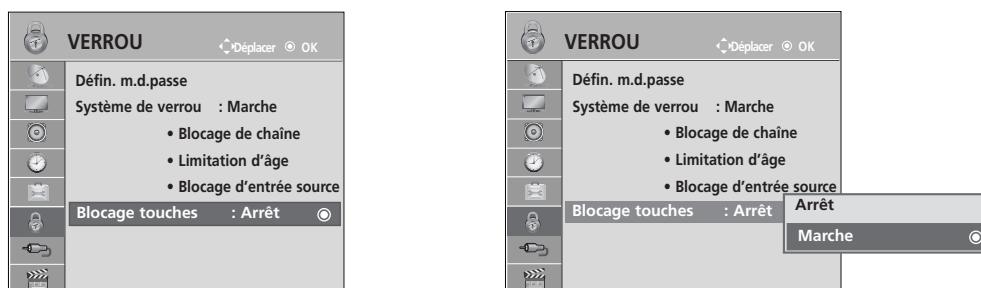 VERROU
Déplacer OK
Défin. m.d.passe
Système de verrou : Marche
• Blocage de chaîne
• Limitation d'âge
• Blocage d'entrée source
Blocage touches : Arrêt
VERROU
Déplacer OK
Défin. m.d.passe
Système de verrou : Marche
• Blocage de chaîne
• Limitation d'âge
• Blocage d'entrée source
Blocage touches : Arrêt
Arrêt
Marche